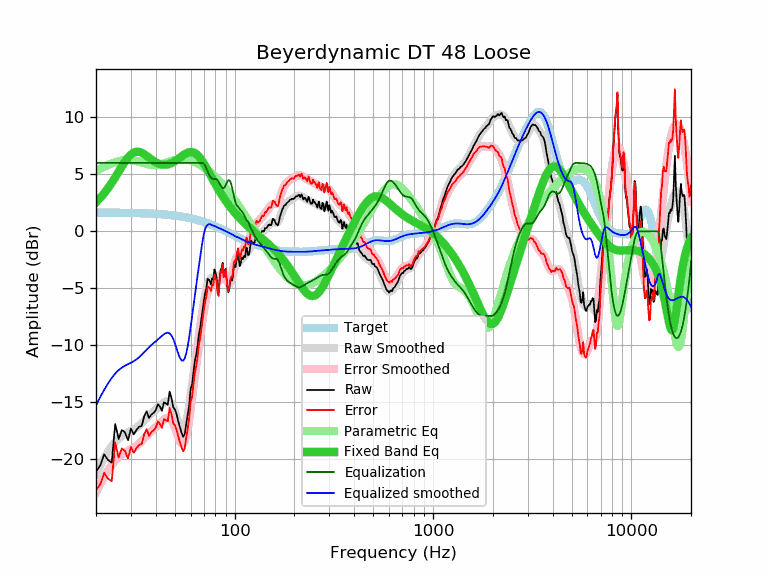 Beyerdynamic DT 48 Loose
Amplitude (dBr)
10
5
0
−5
−10
−15
−20
Target
Raw Smoothed
Error Smoothed
Raw
Error
Parametric Eq
Fixed Band Eq
Equalization
Equalized smoothed
100
1000
10000
Frequency (Hz)